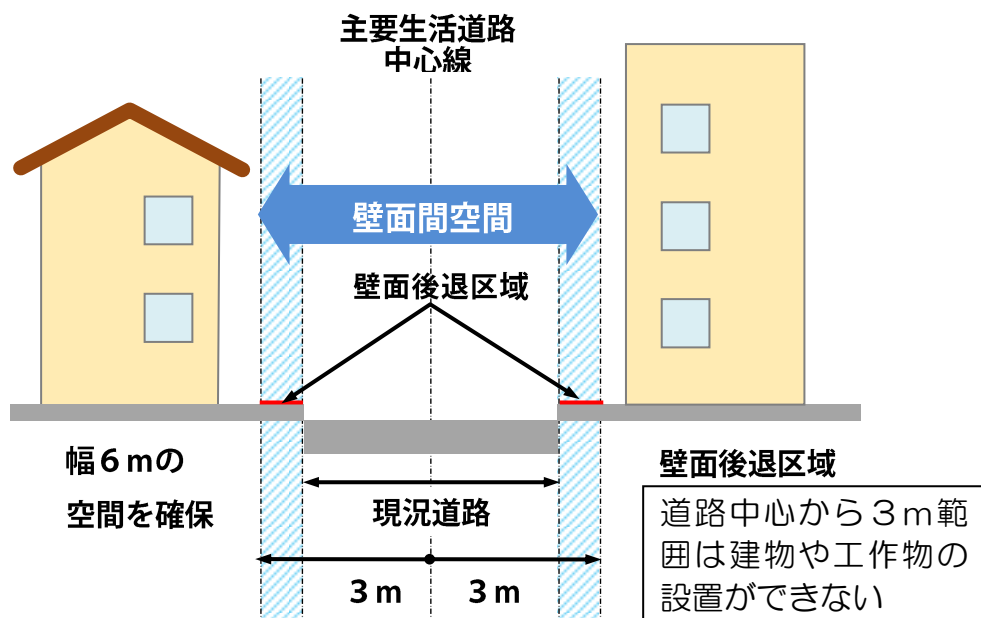 主要生活道路
中心線
壁面間空間
壁面後退区域
幅６ｍの
空間を確保
現況道路
３ｍ
３ｍ
壁面後退区域
道路中心から３ｍ範
囲は建物や工作物の
設置ができない